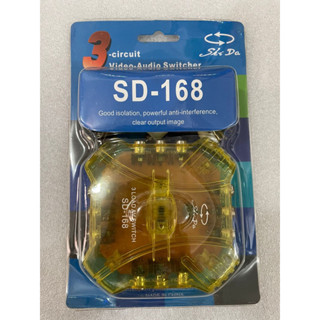 3-circuit
Video-Audio Switcher
Shi Da
SD-168
Good isolation, powerful anti-interference,
clear output image
SD-168